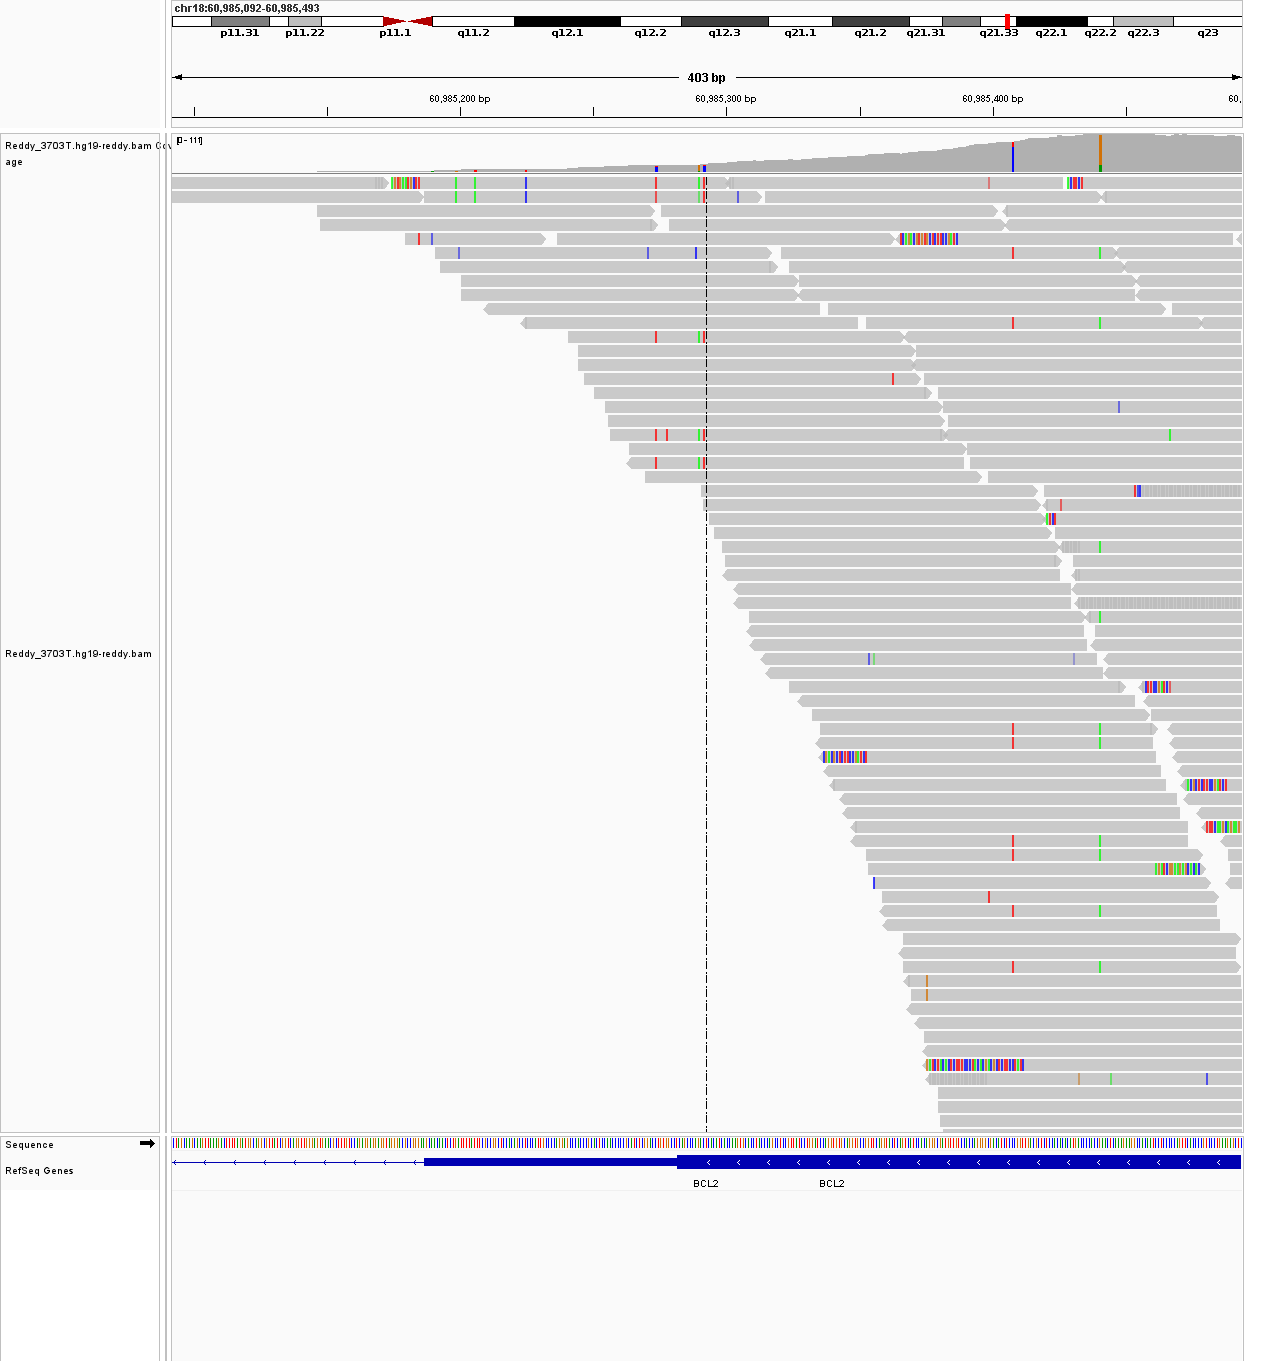 chr18:60,985,092-60,985,493
p11.31 p11.22 p11.1 q11.2 q12.1 q12.2 q12.3 q21.1 q21.2 q21.31 q21.33 q22.1 q22.2 q22.3 q23
403 bp
60,985,200 bp 60,985,300 bp 60,985,400 bp 60,
[0 - 111]
Reddy_3703T.hg19-reddy.bam Cov
age
Reddy_3703T.hg19-reddy.bam
Sequence
RefSeq Genes
BCL2 BCL2